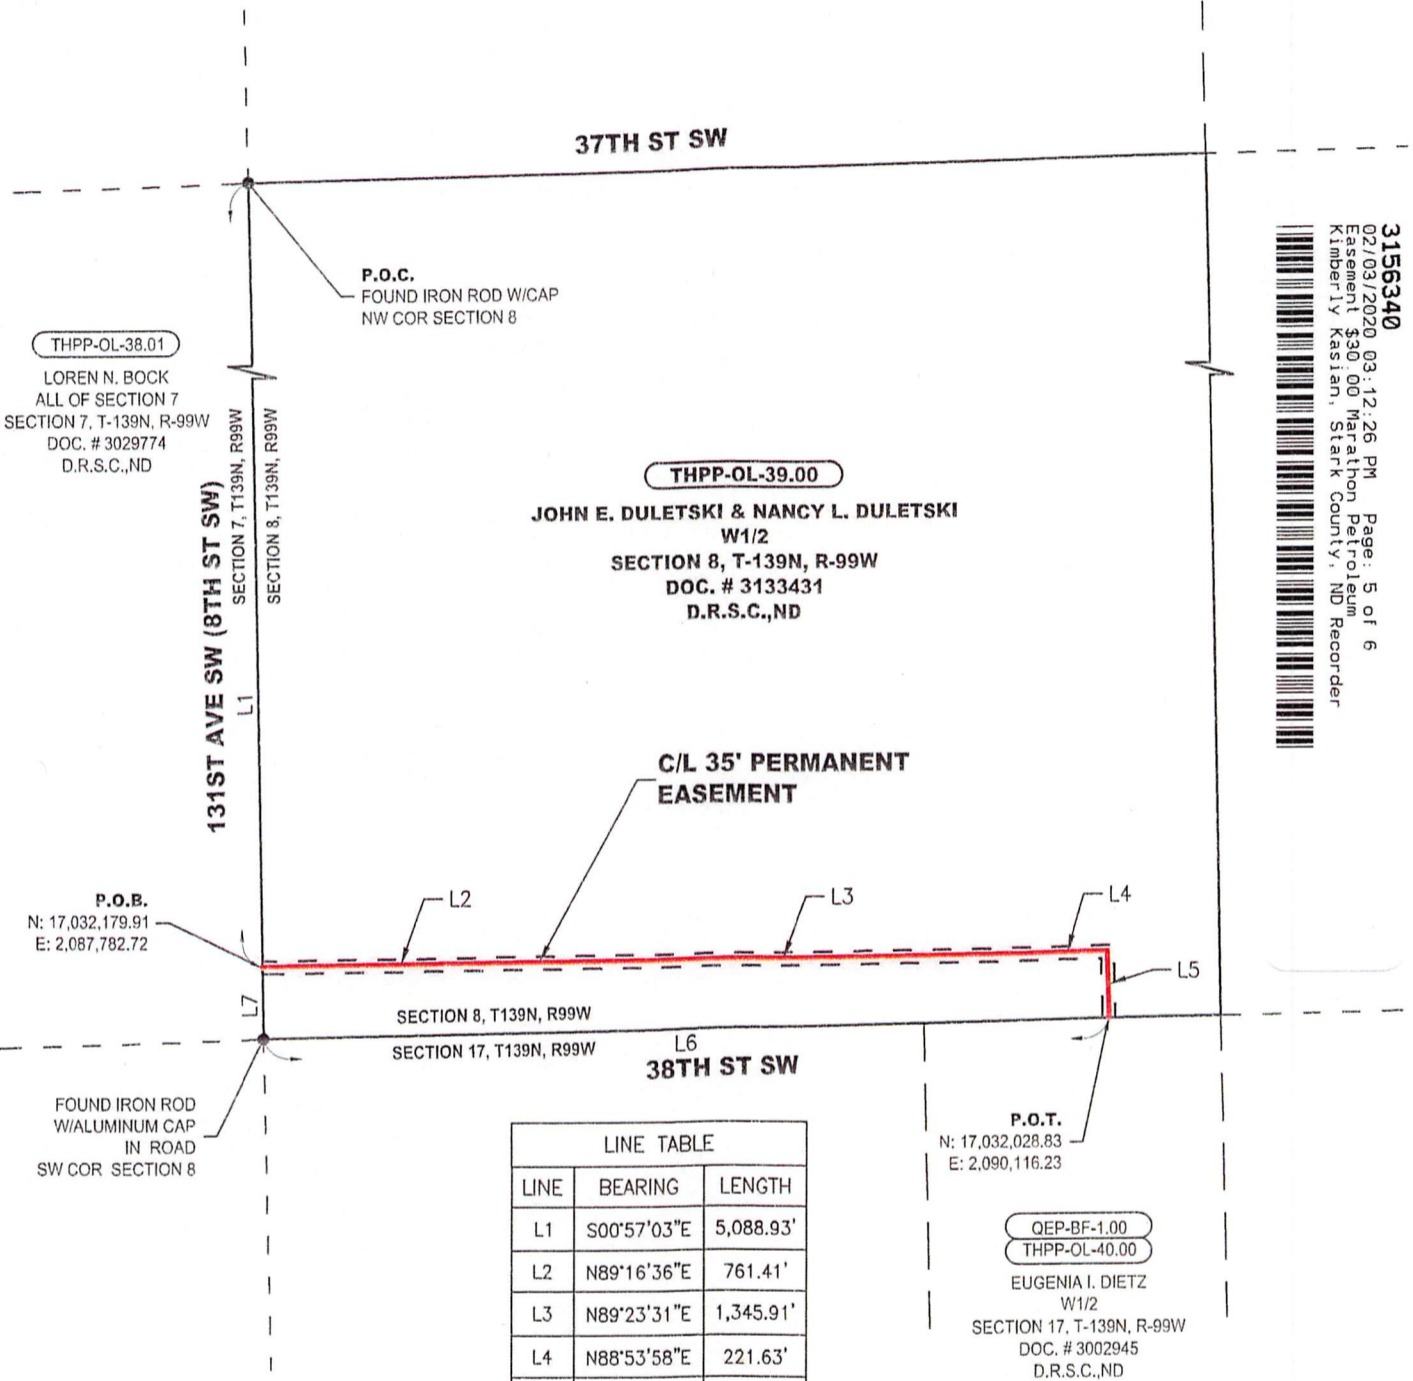 37TH ST SW
3156340
02/03/2020 03:12:26 PM Page: 5 of 6
Easement $30.00 Marathon Petroleum
Kimberly Kasian, Stark County, ND Recorder
P.O.C.
FOUND IRON ROD W/CAP
NW COR SECTION 8
THPP-OL-38.01
LOREN N. BOCK
ALL OF SECTION 7
SECTION 7, T-139N, R-99W
DOC. # 3029774
D.R.S.C.,ND
131ST AVE SW (8TH ST SW)
SECTION 7, T139N, R99W
SECTION 8, T139N, R99W
L1
THPP-OL-39.00
JOHN E. DULETSKI & NANCY L. DULETSKI
W1/2
SECTION 8, T-139N, R-99W
DOC. # 3133431
D.R.S.C.,ND
C/L 35' PERMANENT
EASEMENT
P.O.B.
N: 17,032,179.91
E: 2,087,782.72
L2
L3
L4
L5
L7
SECTION 8, T139N, R99W
SECTION 17, T139N, R99W
L6
38TH ST SW
FOUND IRON ROD
W/ALUMINUM CAP
IN ROAD
SW COR SECTION 8
P.O.T.
N: 17,032,028.83
E: 2,090,116.23
LINE TABLE
LINE BEARING LENGTH
L1 S00°57'03"E 5,088.93'
L2 N89°16'36"E 761.41'
L3 N89°23'31"E 1,345.91'
L4 N88°53'58"E 221.63'
QEP-BF-1.00
THPP-OL-40.00
EUGENIA I. DIETZ
W1/2
SECTION 17, T-139N, R-99W
DOC. # 3002945
D.R.S.C.,ND